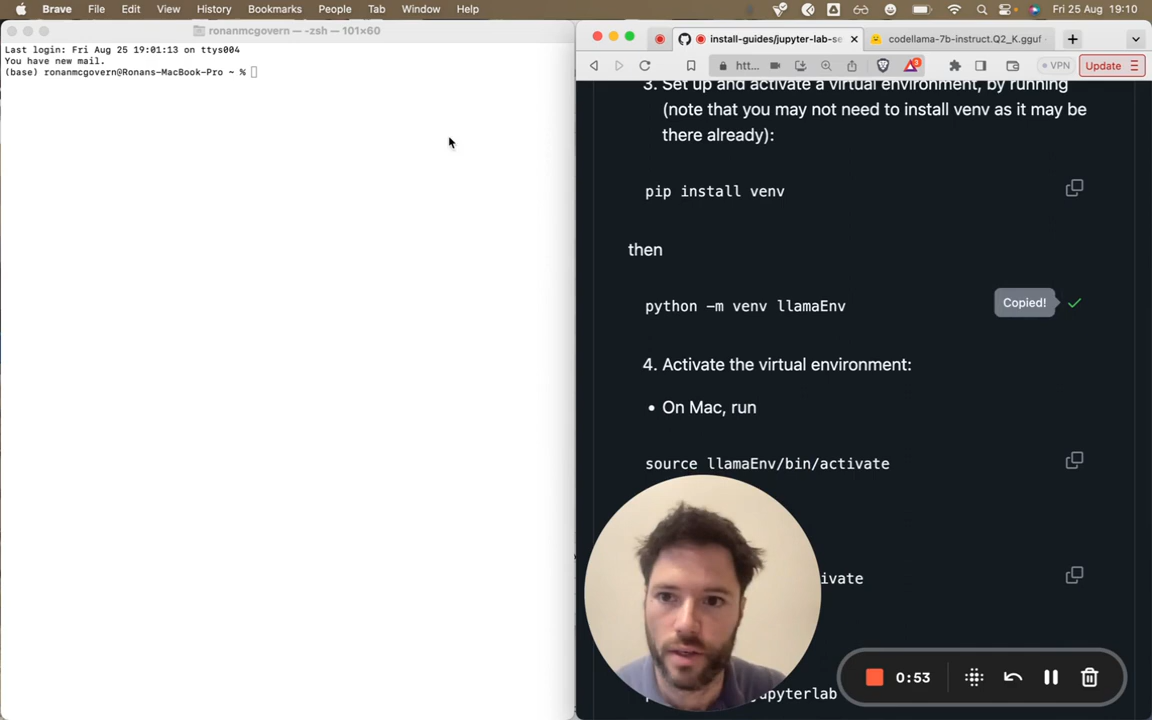 Brave File Edit View History Bookmarks People Tab Window Help Fri 25 Aug 19:10
ronanmcgovern — -zsh — 101×60
Last login: Fri Aug 25 19:01:13 on ttys004
You have new mail.
(base) ronanmcgovern@Ronans-MacBook-Pro ~ %
install-guides/jupyter-lab-se
codellama-7b-instruct.Q2_K.gguf
htt...
3
VPN
Update
3. Set up and activate a virtual environment, by running
(note that you may not need to install venv as it may be
there already):
pip install venv
then
python -m venv llamaEnv
Copied!
4. Activate the virtual environment:
• On Mac, run
source llamaEnv/bin/activate
ivate
upyterlab
0:53